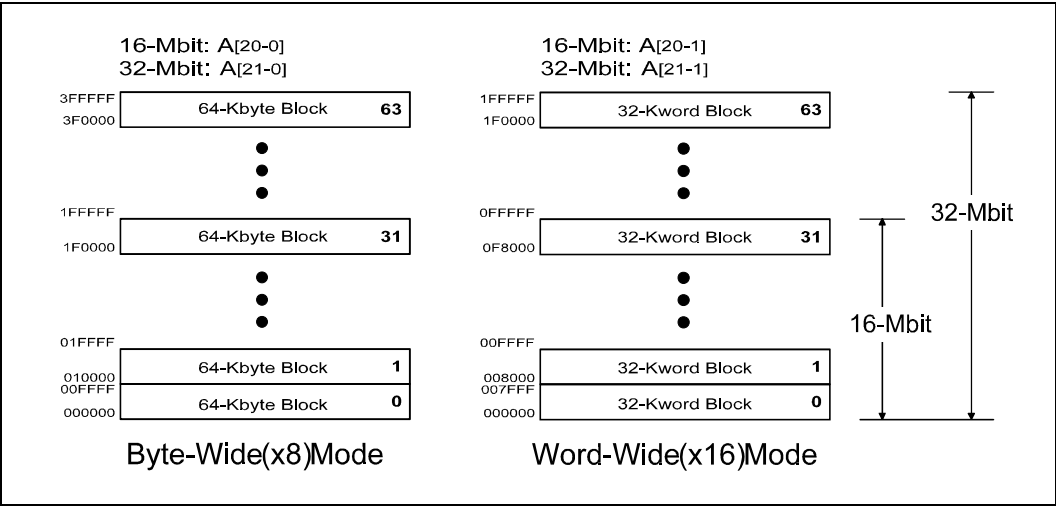 16-Mbit: A[20-0]
32-Mbit: A[21-0]
3FFFFF
3F0000
64-Kbyte Block 63
1FFFFF
1F0000
64-Kbyte Block 31
01FFFF
010000
64-Kbyte Block 1
00FFFF
000000
64-Kbyte Block 0
Byte-Wide(x8)Mode
16-Mbit: A[20-1]
32-Mbit: A[21-1]
1FFFFF
1F0000
32-Kword Block 63
0FFFFF
0F8000
32-Kword Block 31
00FFFF
008000
32-Kword Block 1
007FFF
000000
32-Kword Block 0
Word-Wide(x16)Mode
32-Mbit
16-Mbit